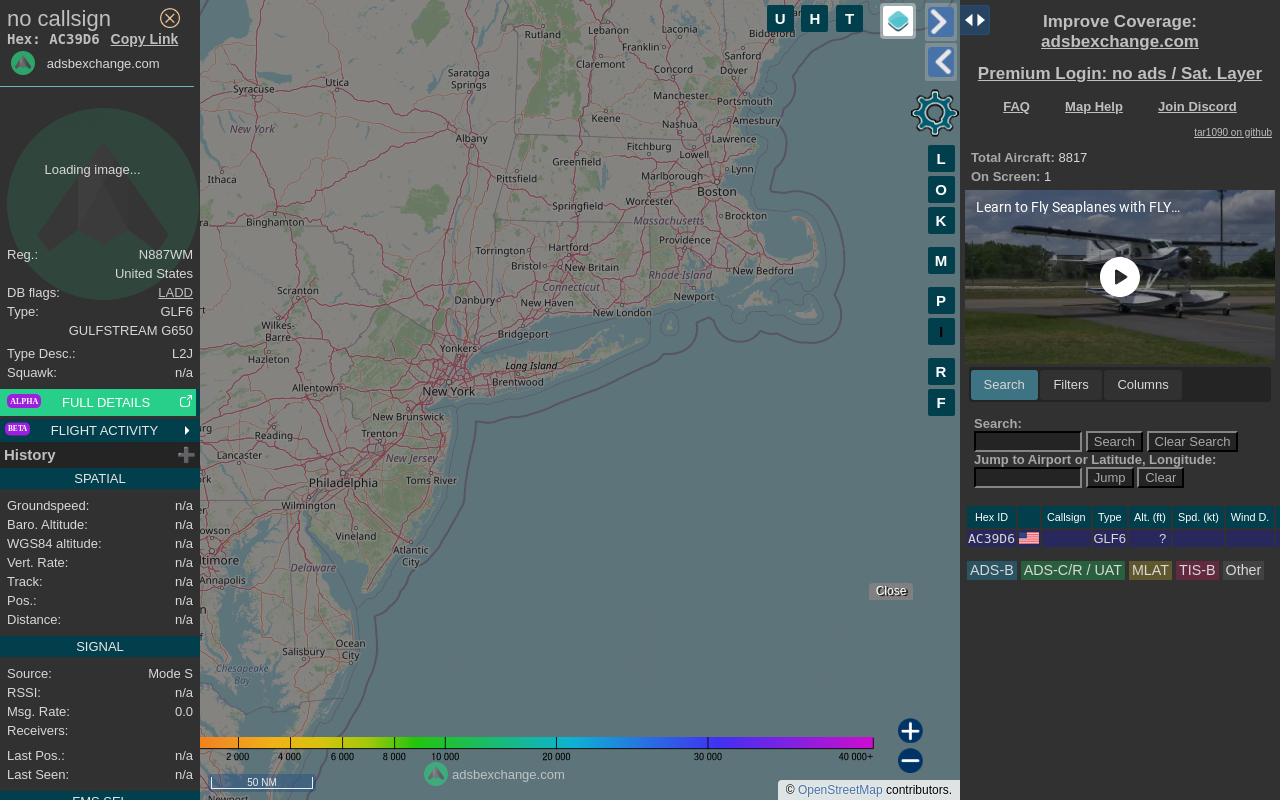 no callsign
Hex: AC39D6 Copy Link
adsbexchange.com
Loading image...
Reg.: N887WM
United States
DB flags: LADD
Type: GLF6
GULFSTREAM G650
Type Desc.: L2J
Squawk: n/a
ALPHA FULL DETAILS
BETA FLIGHT ACTIVITY
History
SPATIAL
Groundspeed: n/a
Baro. Altitude: n/a
WGS84 altitude: n/a
Vert. Rate: n/a
Track: n/a
Pos.: n/a
Distance: n/a
SIGNAL
Source: Mode S
RSSI: n/a
Msg. Rate: 0.0
Receivers:
Last Pos.: n/a
Last Seen: n/a
FMS SEL
U H T
L
O
K
M
P
I
R
F
Rutland
Lebanon
Laconia
Franklin
Biddeford
Sanford
Claremont
Concord
Dover
Saratoga
Springs
Utica
Syracuse
Manchester
Portsmouth
Keene
Nashua
Amesbury
New York
Albany
Fitchburg
Lawrence
Lowell
Greenfield
Lynn
Ithaca
Pittsfield
Marlborough
Boston
Worcester
Springfield
Binghamton
Massachusetts
Brockton
Providence
Hartford
Torrington
Bristol
New Britain
New Bedford
Rhode Island
Connecticut
Newport
Scranton
Danbury
New Haven
New London
Wilkes-
Barre
Bridgeport
Yonkers
Hazleton
Long Island
Brentwood
Allentown
New York
New Brunswick
Reading
Trenton
Lancaster
New Jersey
Toms River
Philadelphia
Wilmington
Vineland
Atlantic
City
Delaware
Annapolis
Ocean
City
Salisbury
Chesapeake
Bay
Newport
Close
2 000 4 000 6 000 8 000 10 000 20 000 30 000 40 000+
50 NM
adsbexchange.com
© OpenStreetMap contributors.
Improve Coverage:
adsbexchange.com
Premium Login: no ads / Sat. Layer
FAQ Map Help Join Discord
tar1090 on github
Total Aircraft: 8817
On Screen: 1
Learn to Fly Seaplanes with FLY...
Search Filters Columns
Search:
Search Clear Search
Jump to Airport or Latitude, Longitude:
Jump Clear
Hex ID Callsign Type Alt. (ft) Spd. (kt) Wind D.
AC39D6 GLF6 ?
ADS-B ADS-C/R / UAT MLAT TIS-B Other